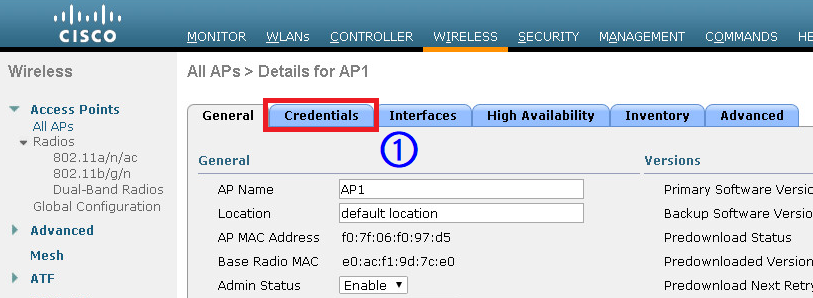 CISCO
MONITOR WLANs CONTROLLER WIRELESS SECURITY MANAGEMENT COMMANDS HE
Wireless
Access Points
All APs
Radios
802.11a/n/ac
802.11b/g/n
Dual-Band Radios
Global Configuration
Advanced
Mesh
ATF
All APs > Details for AP1
General Credentials Interfaces High Availability Inventory Advanced
1
General
AP Name AP1
Location default location
AP MAC Address f0:7f:06:f0:97:d5
Base Radio MAC e0:ac:f1:9d:7c:e0
Admin Status Enable
Versions
Primary Software Versio
Backup Software Versio
Predownload Status
Predownloaded Version
Predownload Next Retry